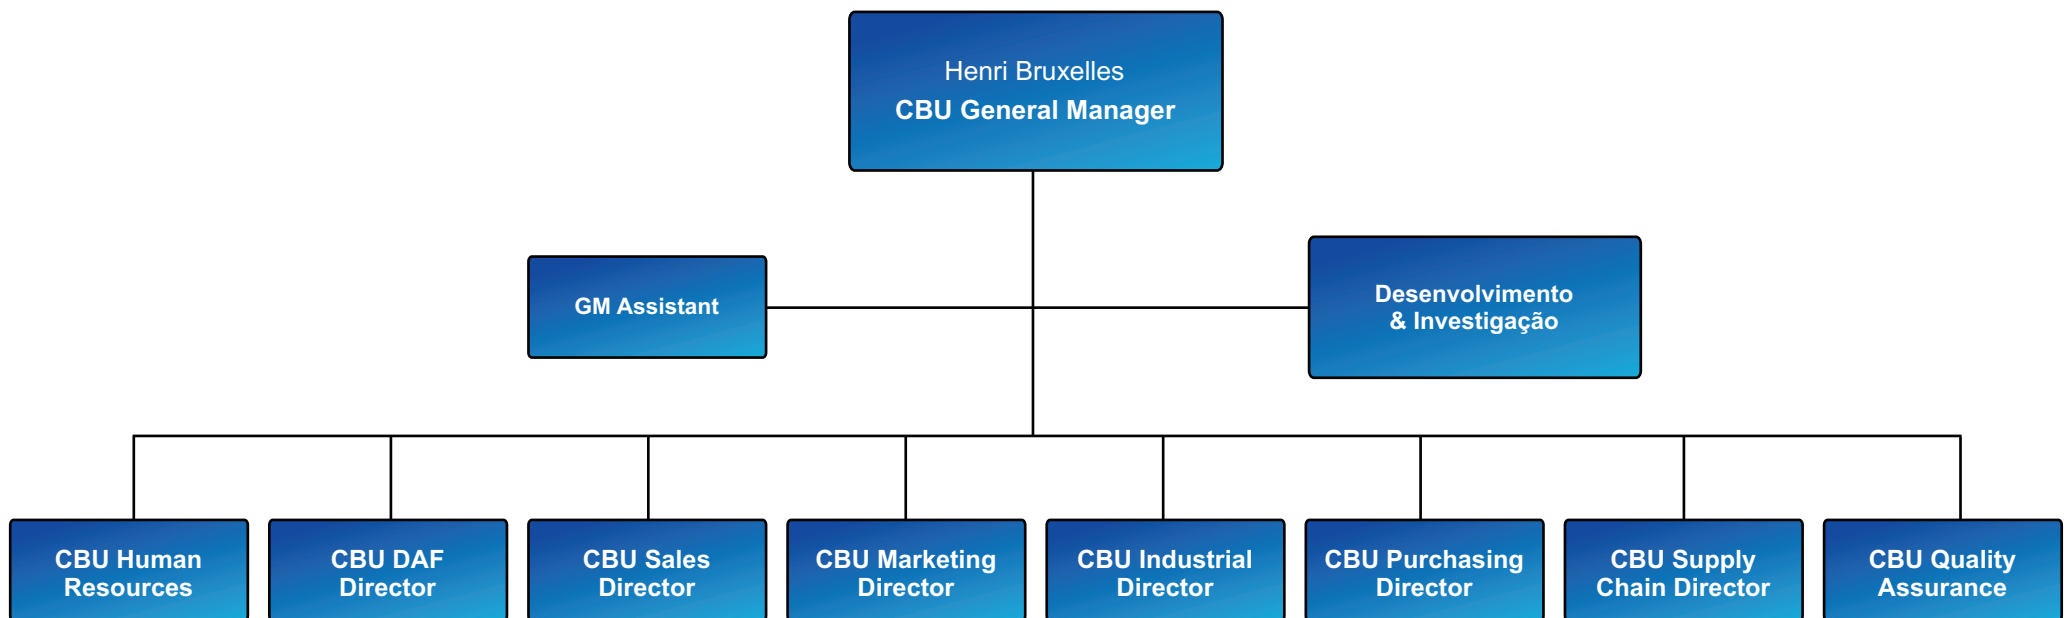 Henri Bruxelles
CBU General Manager
GM Assistant
Desenvolvimento
& Investigação
CBU Human
Resources
CBU DAF
Director
CBU Sales
Director
CBU Marketing
Director
CBU Industrial
Director
CBU Purchasing
Director
CBU Supply
Chain Director
CBU Quality
Assurance